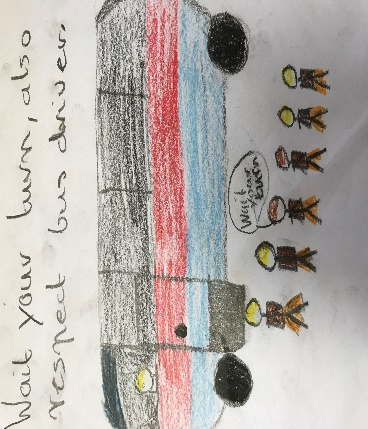 Wait your turn, also
respect bus driver.
Wait
your
turn